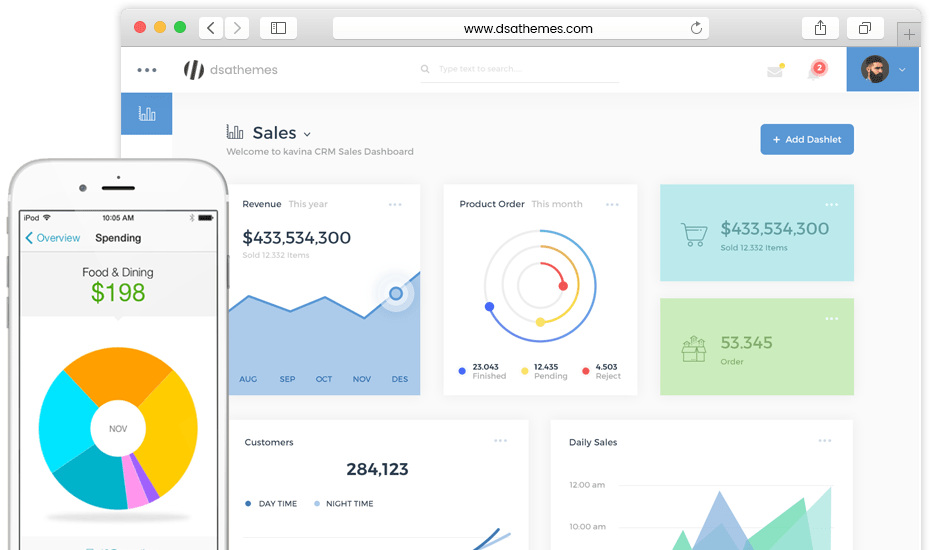 www.dsathemes.com
dsathemes
Type text to search...
2
Sales
Welcome to kavina CRM Sales Dashboard
+ Add Dashlet
Revenue This year
$433,534,300
Sold 12.332 items
AUG SEP OCT NOV DES
Product Order This month
23.043
Finished
12.435
Pending
4.503
Reject
$433,534,300
Sold 12.332 items
53.345
Order
Customers
284,123
DAY TIME NIGHT TIME
Daily Sales
12:00 am
10:00 am
iPod 10:05 AM
Overview Spending
Food & Dining
$198
NOV